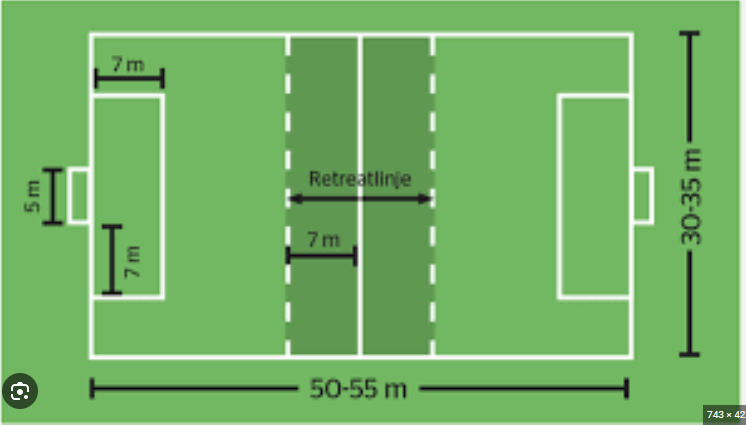 7 m
Retreatlinje
5 m
7 m
7 m
30-35 m
50-55 m
743 × 42